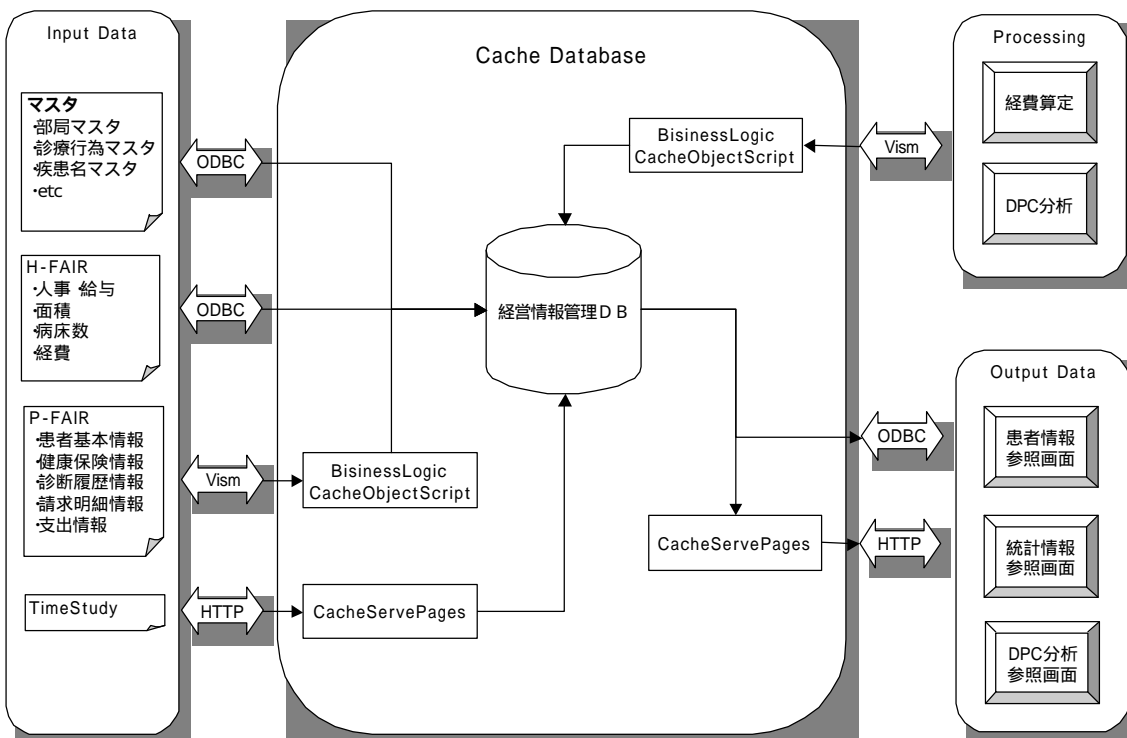 Input Data
マスタ
・部局マスタ
・診療行為マスタ
・疾患名マスタ
・etc
H-FAIR
・人事・給与
・面積
・病床数
・経費
P-FAIR
・患者基本情報
・健康保険情報
・診断履歴情報
・請求明細情報
・支出情報
TimeStudy
ODBC
ODBC
Vism
HTTP
Cache Database
BisinessLogic
CacheObjectScript
経営情報管理DB
BisinessLogic
CacheObjectScript
CacheServePages
CacheServePages
Vism
ODBC
HTTP
Processing
経費算定
DPC分析
Output Data
患者情報
参照画面
統計情報
参照画面
DPC分析
参照画面